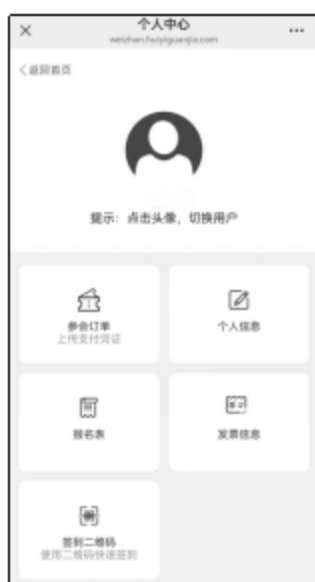 个人中心
weizhan.huiyiguanjia.com
<返回首页
提示：点击头像，切换用户
参会订单
上传支付凭证
个人信息
报名表
发票信息
签到二维码
使用二维码快速签到